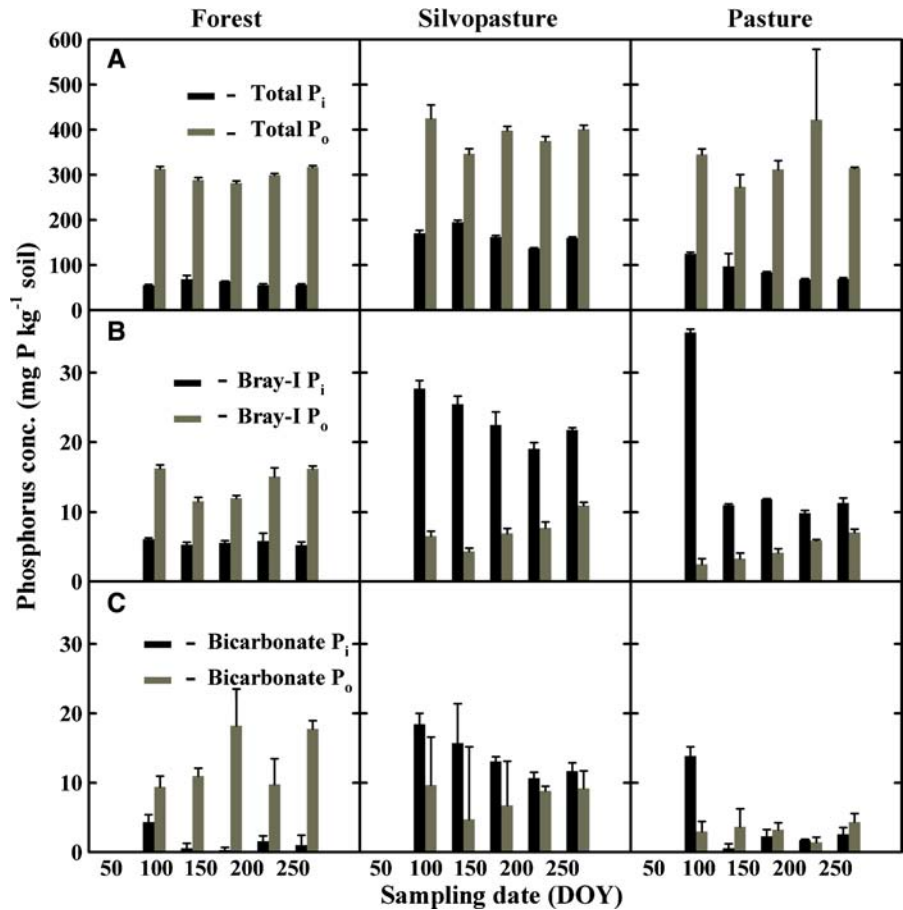 Forest Silvopasture Pasture
Phosphorus conc. (mg P kg⁻¹ soil)
A
600
500
400
300
200
100
0
- Total Pᵢ
- Total Pₒ
B
30
20
10
0
- Bray-I Pᵢ
- Bray-I Pₒ
C
30
20
10
0
- Bicarbonate Pᵢ
- Bicarbonate Pₒ
50 100 150 200 250 50 100 150 200 250 50 100 150 200 250
Sampling date (DOY)